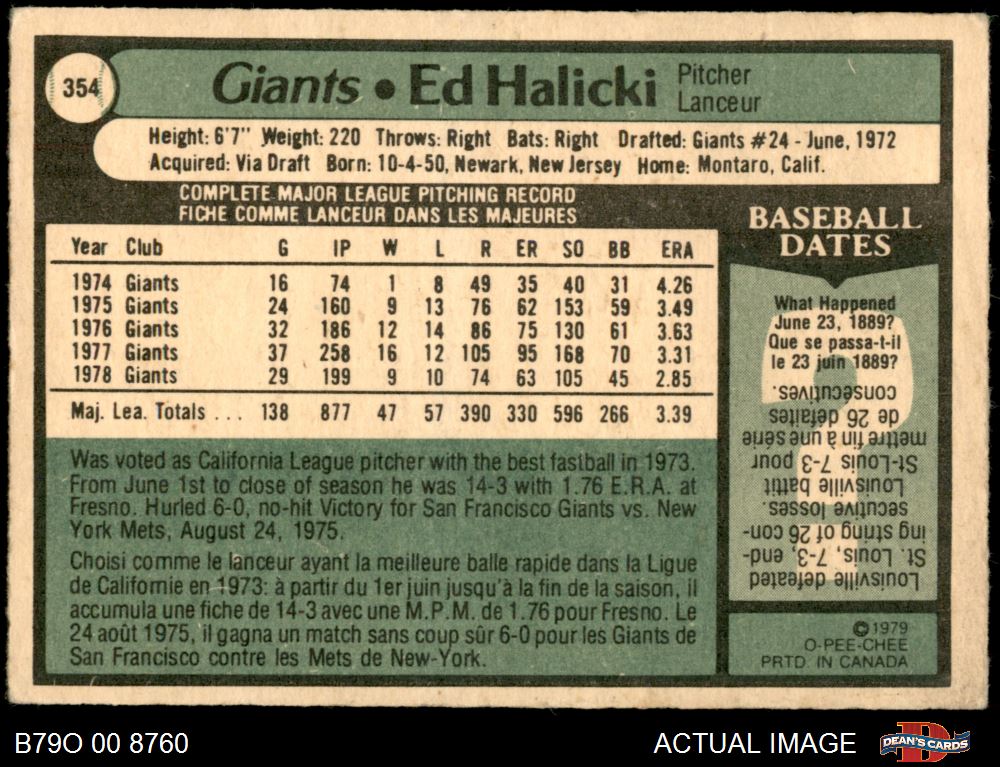 354
Giants • Ed Halicki Pitcher
Lanceur
Height: 6'7" Weight: 220 Throws: Right Bats: Right Drafted: Giants #24 - June, 1972
Acquired: Via Draft Born: 10-4-50, Newark, New Jersey Home: Montaro, Calif.
COMPLETE MAJOR LEAGUE PITCHING RECORD
FICHE COMME LANCEUR DANS LES MAJEURES
Year Club G IP W L R ER SO BB ERA
1974 Giants 16 74 1 8 49 35 40 31 4.26
1975 Giants 24 160 9 13 76 62 153 59 3.49
1976 Giants 32 186 12 14 86 75 130 61 3.63
1977 Giants 37 258 16 12 105 95 168 70 3.31
1978 Giants 29 199 9 10 74 63 105 45 2.85
Maj. Lea. Totals ... 138 877 47 57 390 330 596 266 3.39
Was voted as California League pitcher with the best fastball in 1973.
From June 1st to close of season he was 14-3 with 1.76 E.R.A. at
Fresno. Hurled 6-0, no-hit Victory for San Francisco Giants vs. New
York Mets, August 24, 1975.
Choisi comme le lanceur ayant la meilleure balle rapide dans la Ligue
de Californie en 1973: à partir du 1er juin jusqu'à la fin de la saison, il
accumula une fiche de 14-3 avec une M.P.M. de 1.76 pour Fresno. Le
24 août 1975, il gagna un match sans coup sûr 6-0 pour les Giants de
San Francisco contre les Mets de New-York.
BASEBALL
DATES
What Happened
June 23, 1889?
Que se passa-t-il
le 23 juin 1889?
Louisville defeated
St. Louis, 7-3, end-
ing string of 26 con-
secutive losses.
Louisville battit
St-Louis 7-3 pour
mettre fin à une série
de 26 défaites
consécutives.
©1979
O-PEE-CHEE
PRTD. IN CANADA
B79O 00 8760
ACTUAL IMAGE
DEAN'S CARDS